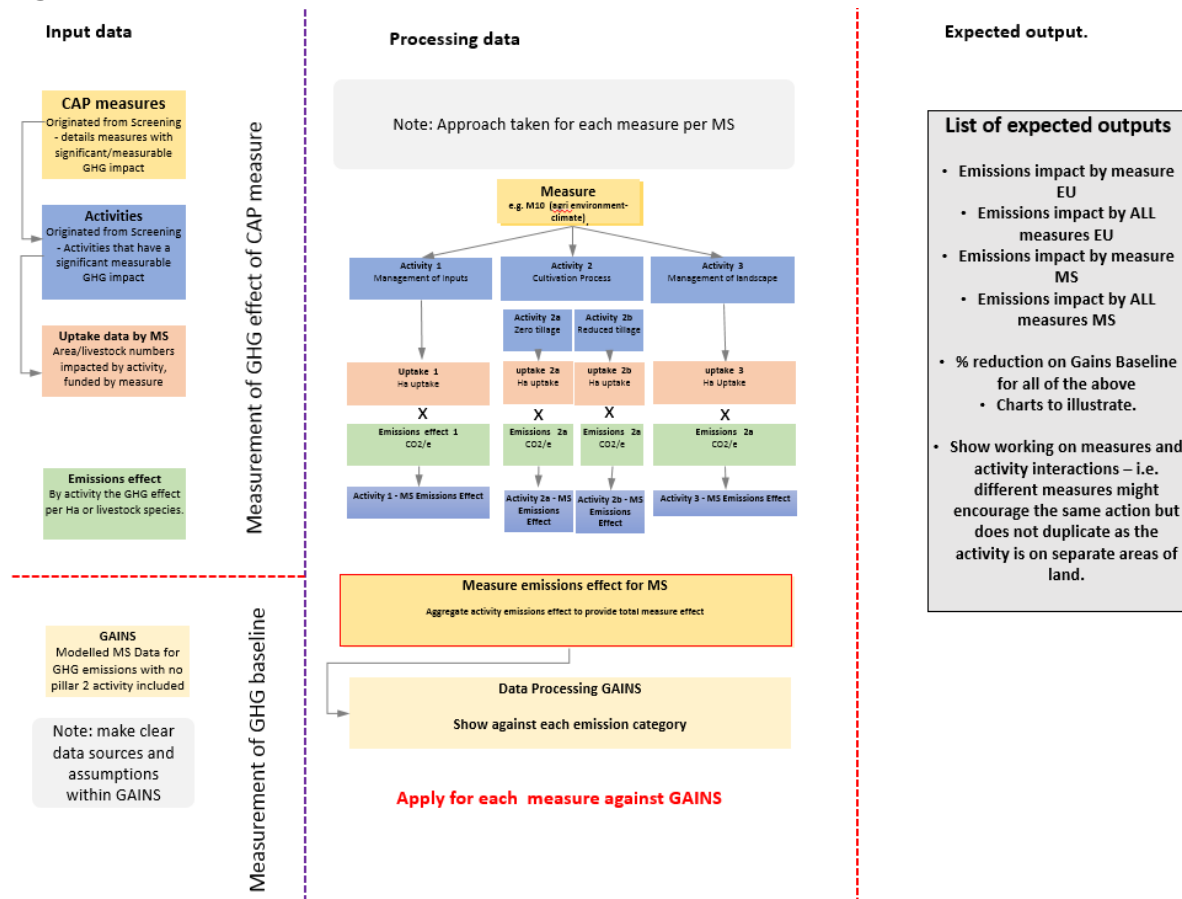 Input data
CAP measures
Originated from Screening
- details measures with
significant/measurable
GHG impact
Activities
Originated from Screening
- Activities that have a
significant measurable
GHG impact
Uptake data by MS
Area/livestock numbers
impacted by activity,
funded by measure
Emissions effect
By activity the GHG effect
per Ha or livestock species.
Measurement of GHG effect of CAP measure
GAINS
Modelled MS Data for
GHG emissions with no
pillar 2 activity included
Note: make clear
data sources and
assumptions
within GAINS
Measurement of GHG baseline
Processing data
Note: Approach taken for each measure per MS
Measure
e.g. M10 (agri environment-
climate)
Activity 1
Management of Inputs
Activity 2
Cultivation Process
Activity 3
Management of landscape
Activity 2a
Zero tillage
Activity 2b
Reduced tillage
Uptake 1
Ha uptake
uptake 2a
Ha uptake
uptake 2b
Ha uptake
uptake 3
Ha Uptake
X X X X
Emissions effect 1
CO2/e
Emissions 2a
CO2/e
Emissions 2a
CO2/e
Emissions 2a
CO2/e
Activity 1 - MS Emissions Effect
Activity 2a - MS
Emissions
Effect
Activity 2b - MS
Emissions
Effect
Activity 3 - MS Emissions Effect
Measure emissions effect for MS
Aggregate activity emissions effect to provide total measure effect
Data Processing GAINS
Show against each emission category
Apply for each measure against GAINS
Expected output.
List of expected outputs
• Emissions impact by measure
EU
• Emissions impact by ALL
measures EU
• Emissions impact by measure
MS
• Emissions impact by ALL
measures MS
• % reduction on Gains Baseline
for all of the above
• Charts to illustrate.
• Show working on measures and
activity interactions – i.e.
different measures might
encourage the same action but
does not duplicate as the
activity is on separate areas of
land.